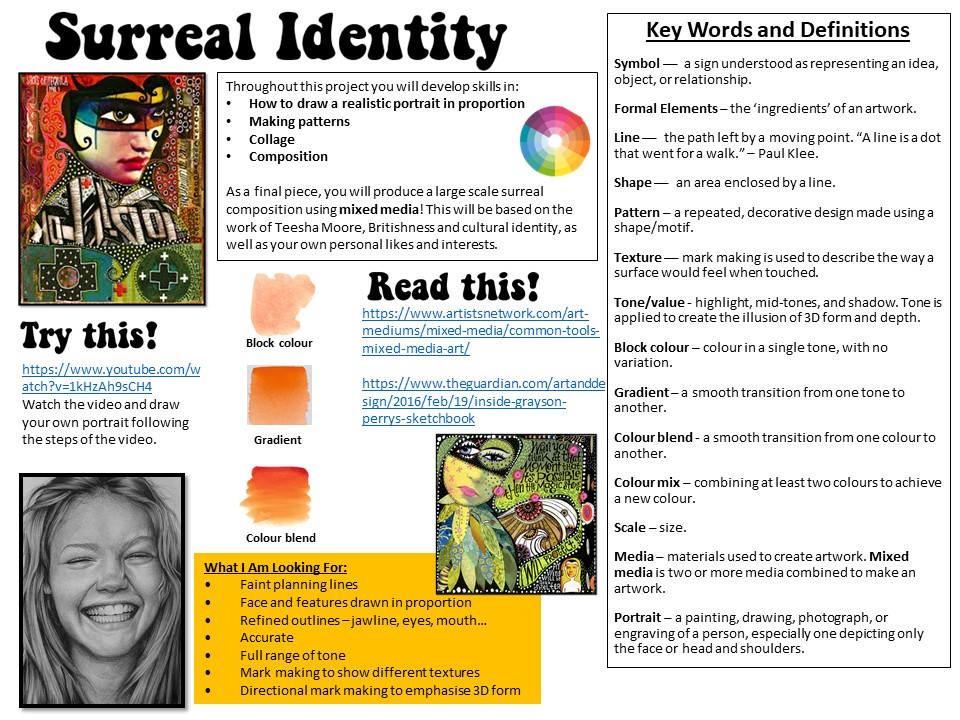 Surreal Identity
Throughout this project you will develop skills in:
• How to draw a realistic portrait in proportion
• Making patterns
• Collage
• Composition
As a final piece, you will produce a large scale surreal
composition using mixed media! This will be based on the
work of Teesha Moore, Britishness and cultural identity, as
well as your own personal likes and interests.
Try this!
https://www.youtube.com/w
atch?v=1kHzAh9sCH4
Watch the video and draw
your own portrait following
the steps of the video.
Block colour
Gradient
Colour blend
Read this!
https://www.artistsnetwork.com/art-
mediums/mixed-media/common-tools-
mixed-media-art/
https://www.theguardian.com/artandde
sign/2016/feb/19/inside-grayson-
perrys-sketchbook
What I Am Looking For:
• Faint planning lines
• Face and features drawn in proportion
• Refined outlines – jawline, eyes, mouth…
• Accurate
• Full range of tone
• Mark making to show different textures
• Directional mark making to emphasise 3D form
Key Words and Definitions
Symbol — a sign understood as representing an idea,
object, or relationship.
Formal Elements – the ‘ingredients’ of an artwork.
Line — the path left by a moving point. “A line is a dot
that went for a walk.” – Paul Klee.
Shape — an area enclosed by a line.
Pattern – a repeated, decorative design made using a
shape/motif.
Texture — mark making is used to describe the way a
surface would feel when touched.
Tone/value - highlight, mid-tones, and shadow. Tone is
applied to create the illusion of 3D form and depth.
Block colour – colour in a single tone, with no
variation.
Gradient – a smooth transition from one tone to
another.
Colour blend - a smooth transition from one colour to
another.
Colour mix – combining at least two colours to achieve
a new colour.
Scale – size.
Media – materials used to create artwork. Mixed
media is two or more media combined to make an
artwork.
Portrait – a painting, drawing, photograph, or
engraving of a person, especially one depicting only
the face or head and shoulders.